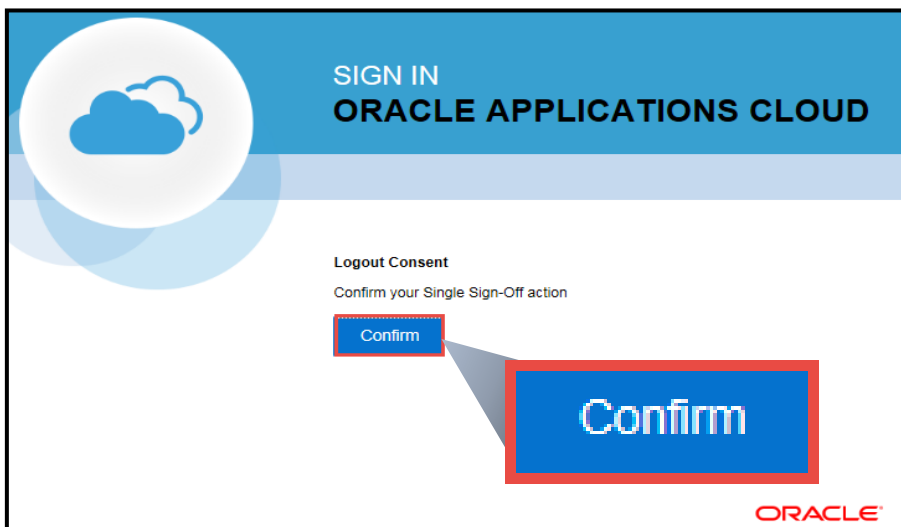 SIGN IN
ORACLE APPLICATIONS CLOUD
Logout Consent
Confirm your Single Sign-Off action
Confirm
Confirm
ORACLE